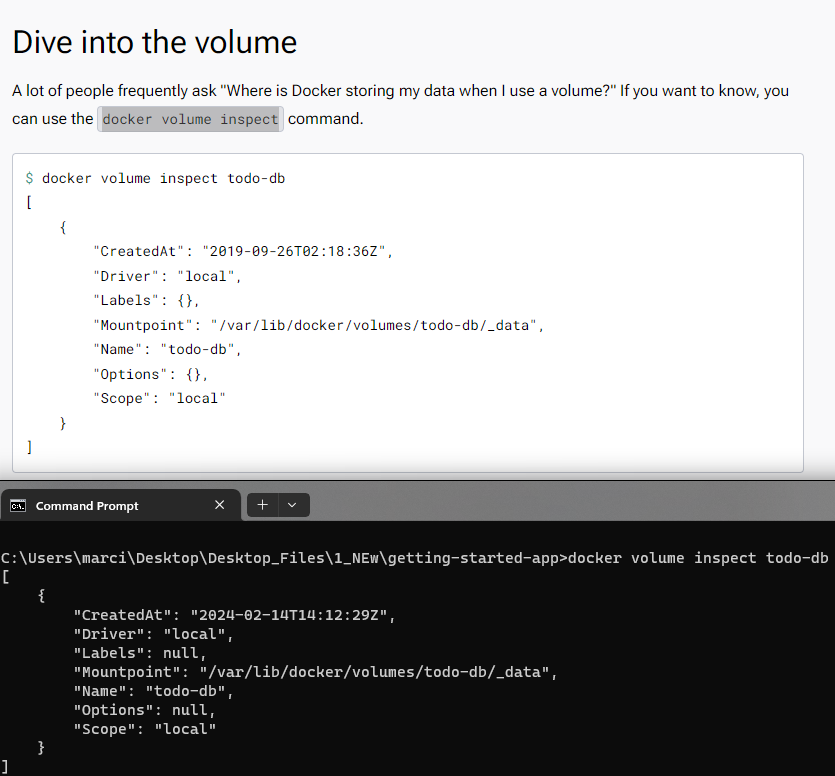 Dive into the volume
A lot of people frequently ask "Where is Docker storing my data when I use a volume?" If you want to know, you
can use the docker volume inspect command.
$ docker volume inspect todo-db
[
    {
        "CreatedAt": "2019-09-26T02:18:36Z",
        "Driver": "local",
        "Labels": {},
        "Mountpoint": "/var/lib/docker/volumes/todo-db/_data",
        "Name": "todo-db",
        "Options": {},
        "Scope": "local"
    }
]
Command Prompt
C:\Users\marci\Desktop\Desktop_Files\1_NEw\getting-started-app>docker volume inspect todo-db
[
    {
        "CreatedAt": "2024-02-14T14:12:29Z",
        "Driver": "local",
        "Labels": null,
        "Mountpoint": "/var/lib/docker/volumes/todo-db/_data",
        "Name": "todo-db",
        "Options": null,
        "Scope": "local"
    }
]